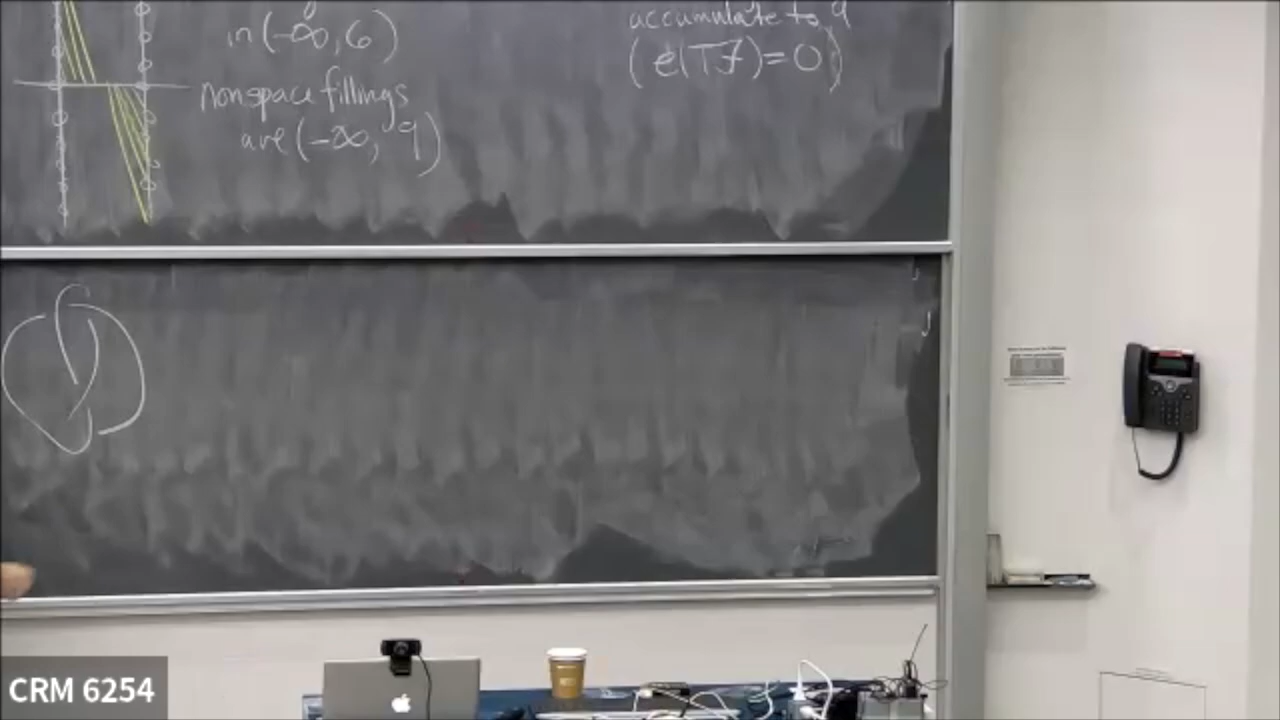 in (-∞, 6)
nonspace fillings
are (-∞, 9)
accumulate to 9
(e(TF)=0)
CRM 6254